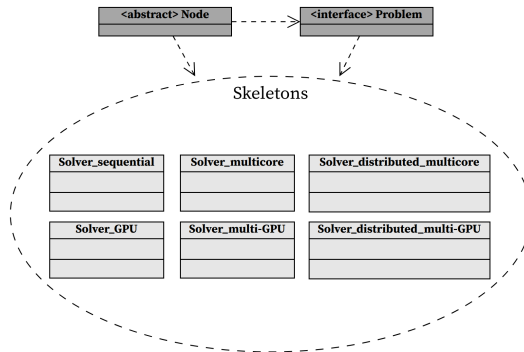 <abstract> Node
<interface> Problem
Skeletons
Solver_sequential
Solver_multicore
Solver_distributed_multicore
Solver_GPU
Solver_multi-GPU
Solver_distributed_multi-GPU